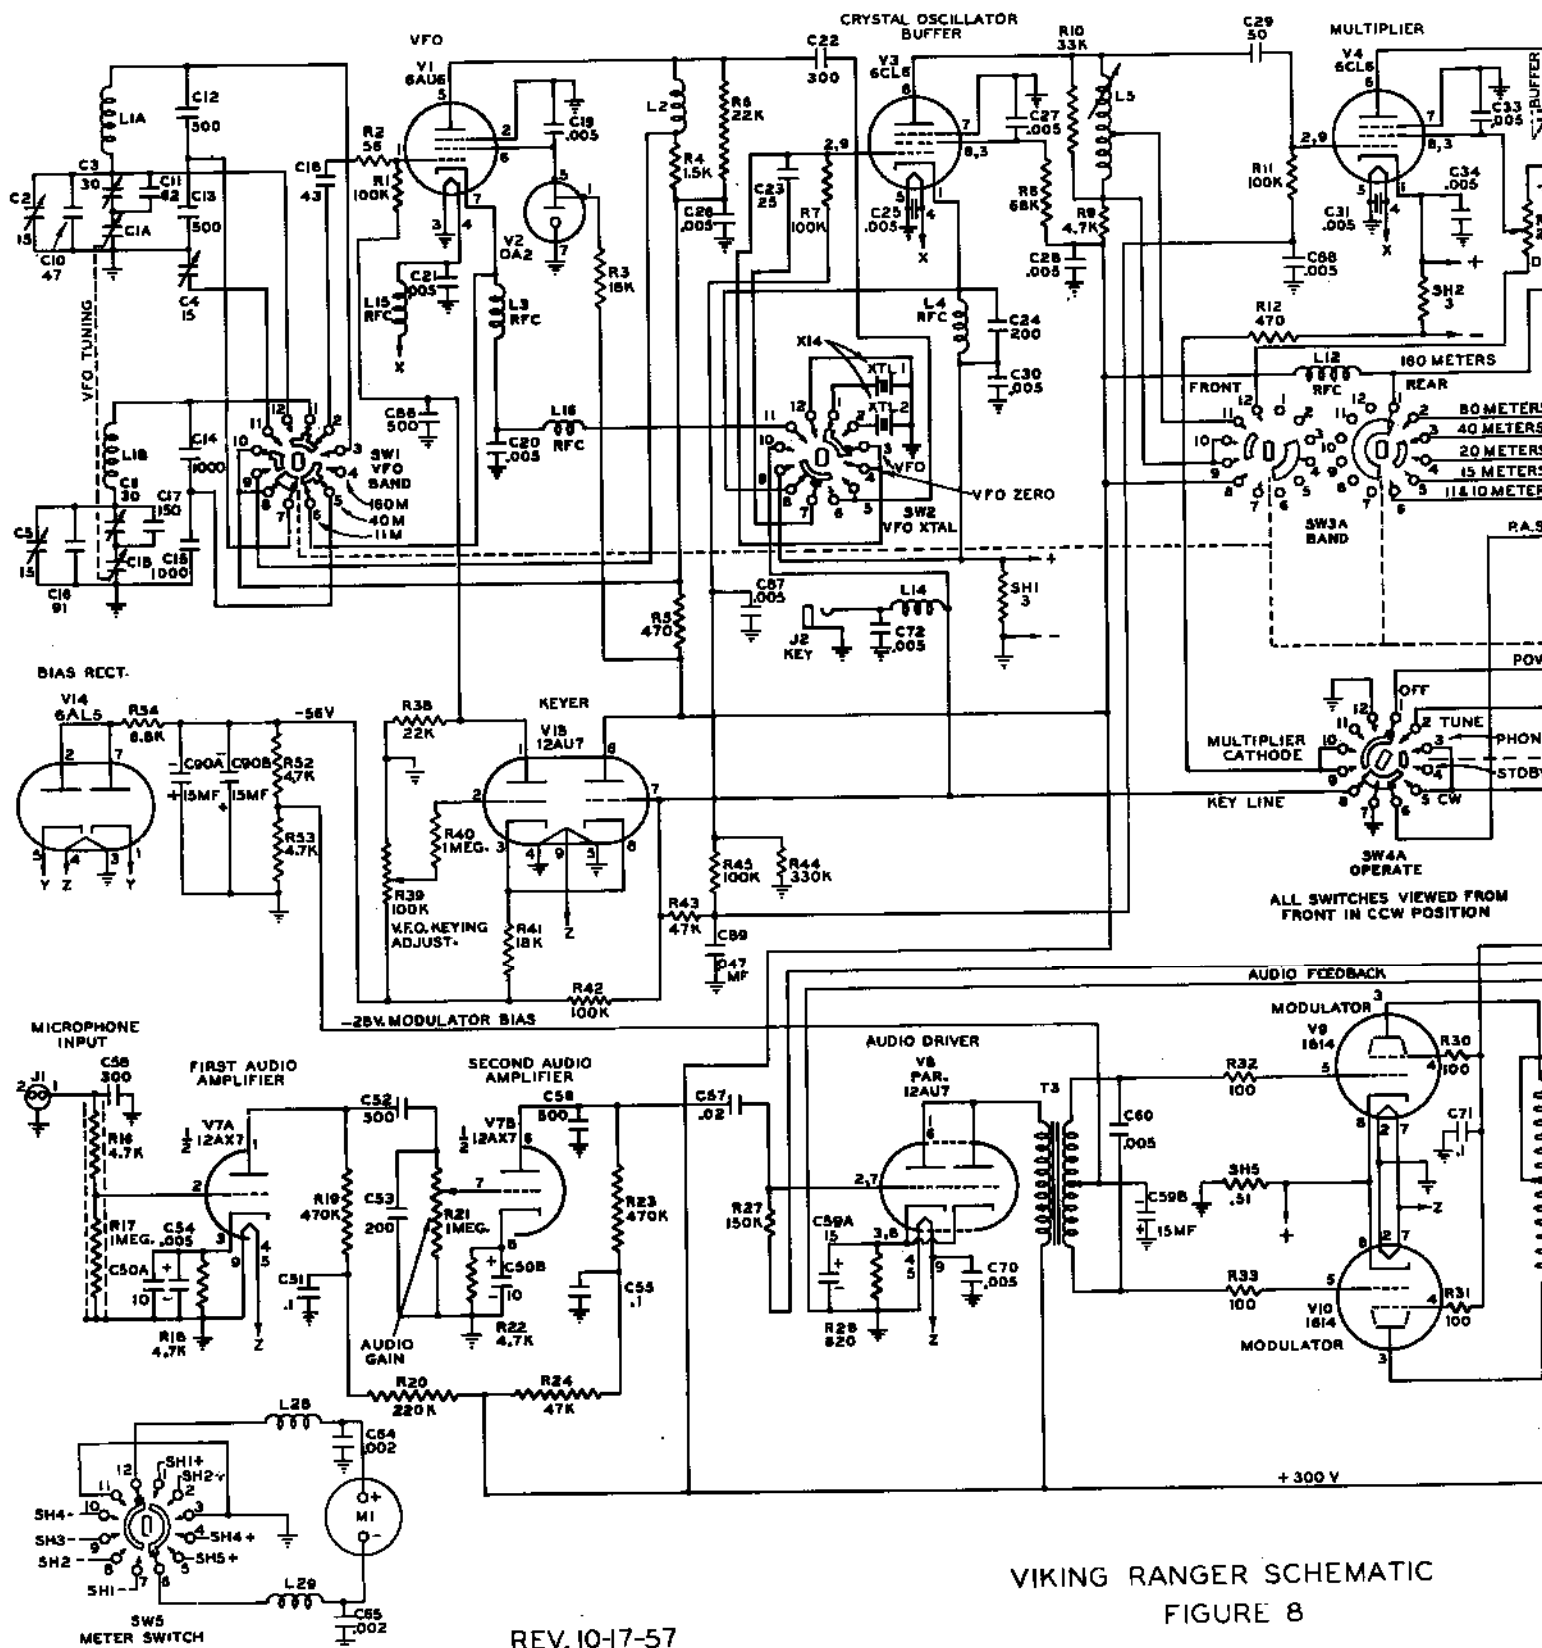 CRYSTAL OSCILLATOR
BUFFER
MULTIPLIER
VFO
V1
6AU6
C22
300
V3
6CL6
R10
33K
C29
50
V4
6CL6
BUFFER
L1A
C12
500
R2
56
C19
.005
L2
R6
22K
C27
.005
L5
C33
.005
C3
30
C11
62
C13
500
C2
15
C1A
C10
47
C4
15
43
R1
100K
V2
OA2
R4
1.5K
C26
.005
C23
25
R7
100K
C25
.005
R9
4.7K
R11
100K
C31
.005
C34
.005
C28
.005
C68
.005
VFO TUNING
L15
RFC
C21
.005
L3
RFC
R3
18K
L4
RFC
C24
200
C30
.005
X14
XTL1
XTL2
R12
470
SH2
3
L12
RFC
160 METERS
FRONT
REAR
80 METERS
40 METERS
20 METERS
15 METERS
11 & 10 METER
L1B
C14
1000
C17
150
C5
15
C1B
C15
1000
C16
91
SW1
VFO
BAND
160M
40M
11M
500
C20
.005
L16
RFC
VFO
VFO ZERO
SW2
VFO XTAL
SW3A
BAND
P.A.S
R5
470
.005
J2
KEY
C72
.005
L14
SH1
3
BIAS RECT.
V14
6AL5
R54
-56V
R38
22K
KEYER
12AU7
C90A
15MF
C90B
15MF
R52
4.7K
R53
4.7K
R40
1MEG.
R39
100K
V.F.O. KEYING
ADJUST.
R41
18K
R42
100K
R43
47K
R45
100K
R44
330K
C89
.047
MF
POW
OFF
TUNE
PHON
STDBY
CW
MULTIPLIER
CATHODE
KEY LINE
SW4A
OPERATE
ALL SWITCHES VIEWED FROM
FRONT IN CCW POSITION
AUDIO FEEDBACK
MICROPHONE
INPUT
-28V. MODULATOR BIAS
J1
300
FIRST AUDIO
AMPLIFIER
V7A
1/2
12AX7
SECOND AUDIO
AMPLIFIER
V7B
1/2
12AX7
C58
500
C57
.02
AUDIO DRIVER
V8
PAR.
12AU7
T3
C60
.005
MODULATOR
V9
1614
R30
100
R32
100
R16
4.7K
R17
1MEG.
C54
.005
C50A
10
R18
4.7K
C52
300
R19
470K
C53
200
R21
1MEG.
C51
.1
AUDIO
GAIN
C50B
10
R22
4.7K
R23
470K
C55
.1
R27
150K
C59A
15
R28
820
C70
.005
C59B
15MF
SH5
.51
C71
.1
R33
100
V10
1614
R31
100
MODULATOR
R20
220K
R24
47K
L28
C64
.002
M1
L29
C65
.002
SH1+
SH2+
SH4-
SH3-
SH2
SH1-
SH4+
SH5+
SW5
METER SWITCH
+300 V
VIKING RANGER SCHEMATIC
FIGURE 8
REV. 10-17-57